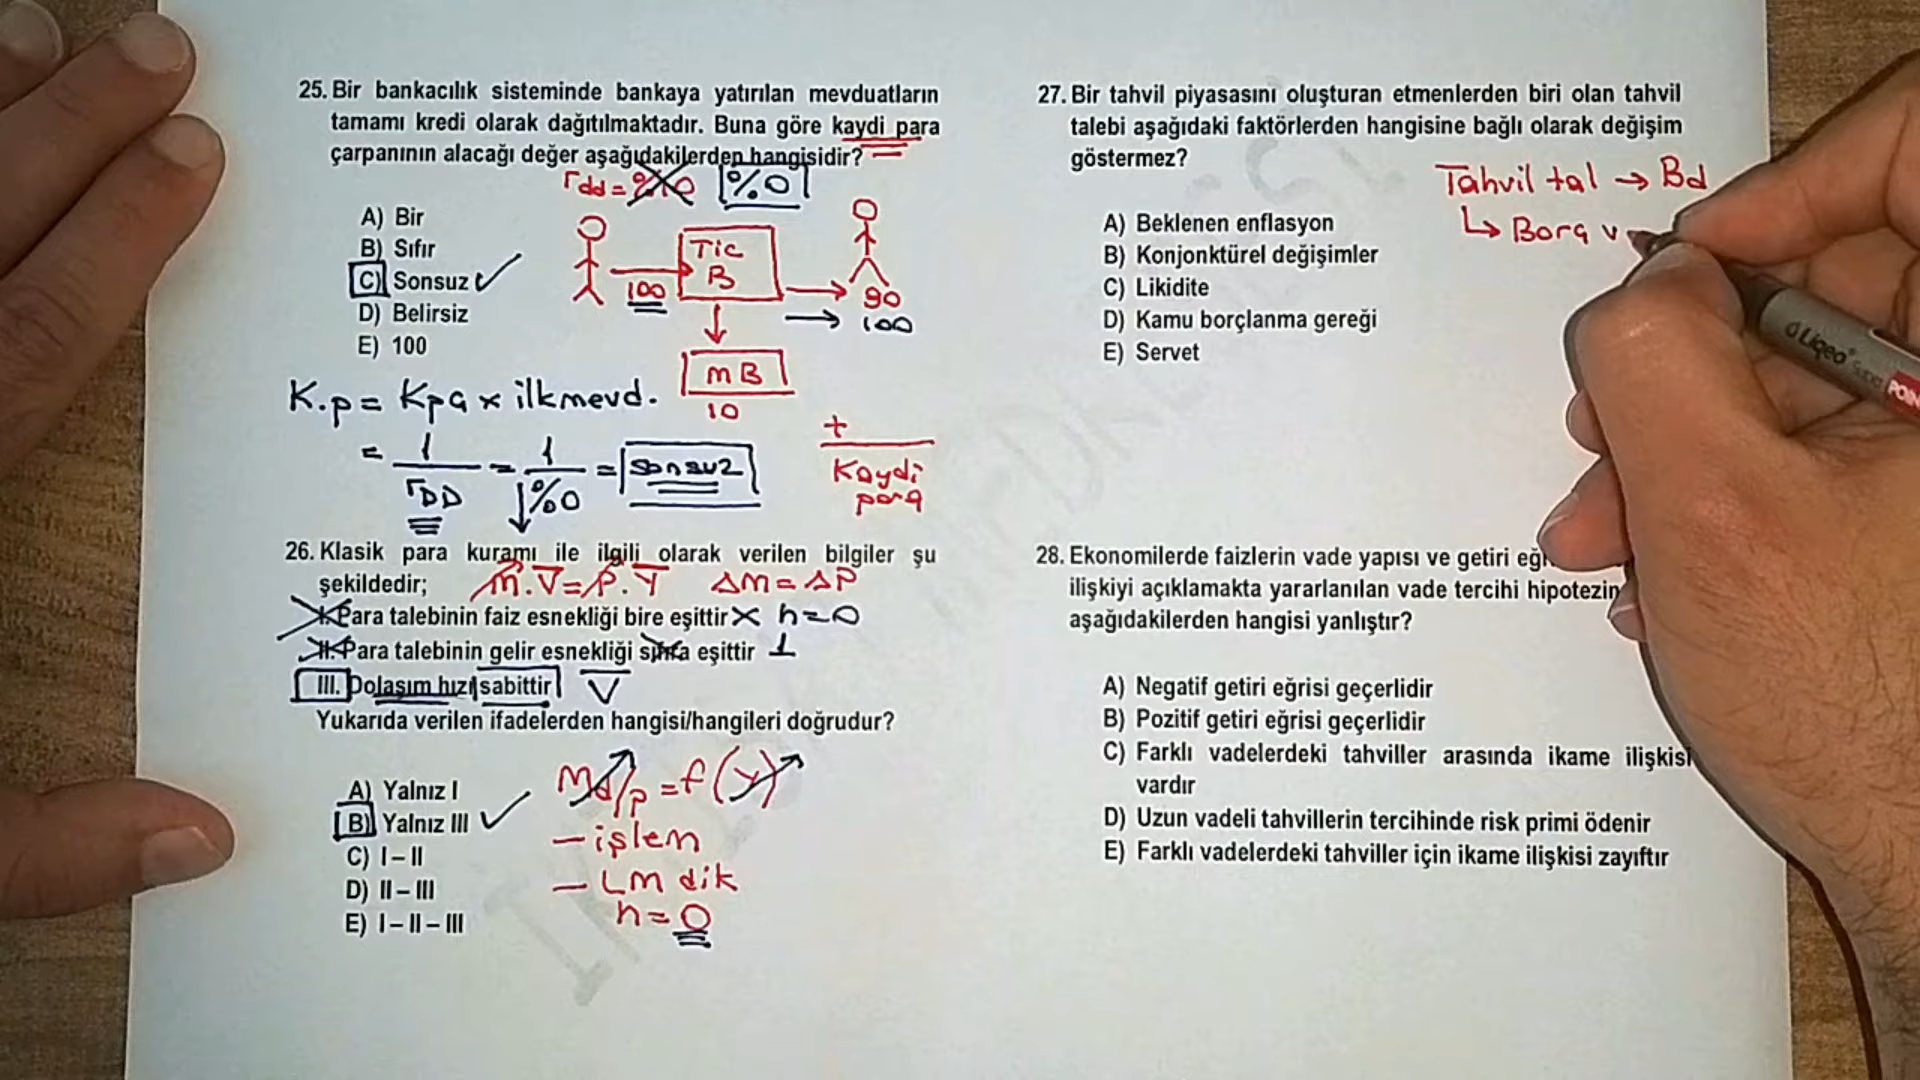 25. Bir bankacılık sisteminde bankaya yatırılan mevduatların
tamamı kredi olarak dağıtılmaktadır. Buna göre kaydi para
çarpanının alacağı değer aşağıdakilerden hangisidir?
rdd = %10 %0
A) Bir
B) Sıfır
C) Sonsuz
D) Belirsiz
E) 100
100
Tic
B
90
100
mB
10
K.p = Kpa x ilkmevd.
= 1/rDD = 1/%0 = sonsuz
+
Kaydi
para
26. Klasik para kuramı ile ilgili olarak verilen bilgiler şu
şekildedir; M.V̅=P.Y̅ ΔM=ΔP
I. Para talebinin faiz esnekliği bire eşittir x h=0
II. Para talebinin gelir esnekliği sıfıra eşittir 1
III. Dolaşım hızı sabittir V̅
Yukarıda verilen ifadelerden hangisi/hangileri doğrudur?
A) Yalnız I
B) Yalnız III
C) I – II
D) II – III
E) I – II – III
Md/p = f(y)
— işlem
— LM dik
h=0
27. Bir tahvil piyasasını oluşturan etmenlerden biri olan tahvil
talebi aşağıdaki faktörlerden hangisine bağlı olarak değişim
göstermez?
Tahvil tal → Bd
↳ Borç v
A) Beklenen enflasyon
B) Konjonktürel değişimler
C) Likidite
D) Kamu borçlanma gereği
E) Servet
28. Ekonomilerde faizlerin vade yapısı ve getiri
ilişkiyi açıklamakta yararlanılan vade tercihi
aşağıdakilerden hangisi yanlıştır?
A) Negatif getiri eğrisi geçerlidir
B) Pozitif getiri eğrisi geçerlidir
C) Farklı vadelerdeki tahviller arasında ikame ilişkisi
vardır
D) Uzun vadeli tahvillerin tercihinde risk primi ödenir
E) Farklı vadelerdeki tahviller için ikame ilişkisi zayıftır
Liqeo